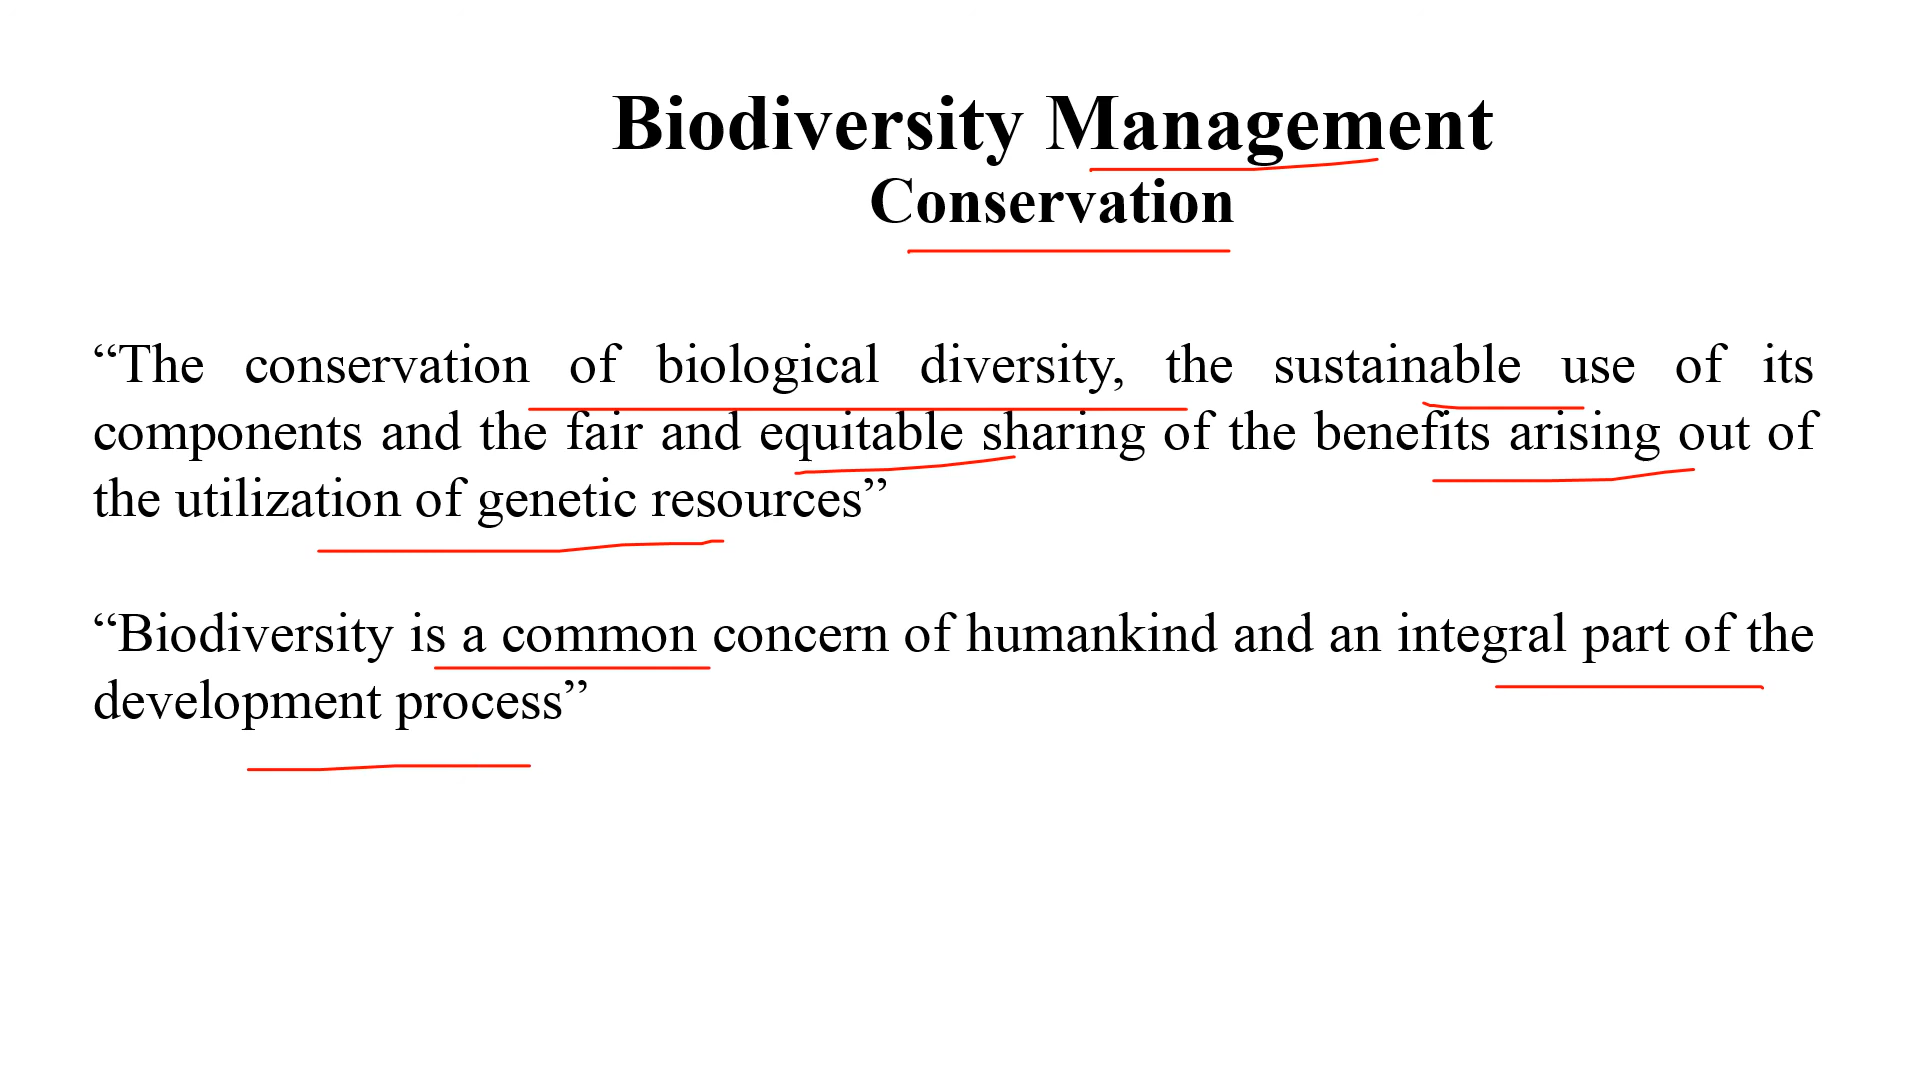 Biodiversity Management
Conservation
“The conservation of biological diversity, the sustainable use of its
components and the fair and equitable sharing of the benefits arising out of
the utilization of genetic resources”
“Biodiversity is a common concern of humankind and an integral part of the
development process”